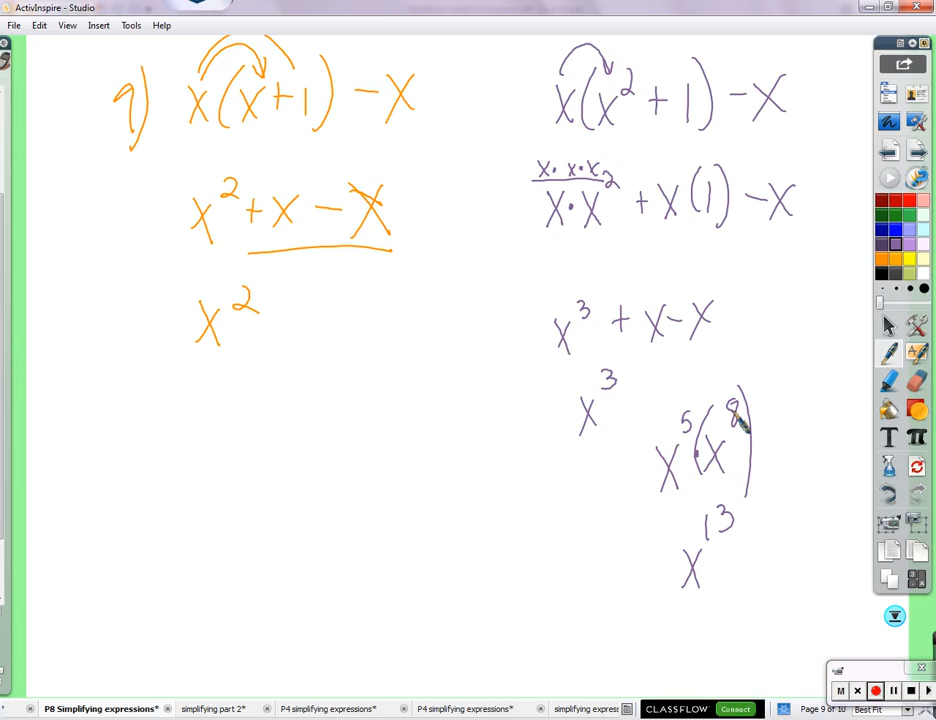 ActivInspire - Studio
File Edit View Insert Tools Help
9) x(x+1) -x
x² + x - x
x²
x(x² + 1) -x
x· x·x
x·x² + x(1) -x
x³ + x-x
x³
x⁵·(x⁸)
x¹³
P8 Simplifying expressions*
simplifying part 2*
P4 simplifying expressions*
P4 simplifying expressions*
simplifying express
CLASSFLOW Connect
Page 9 of 10
Best Fit
M